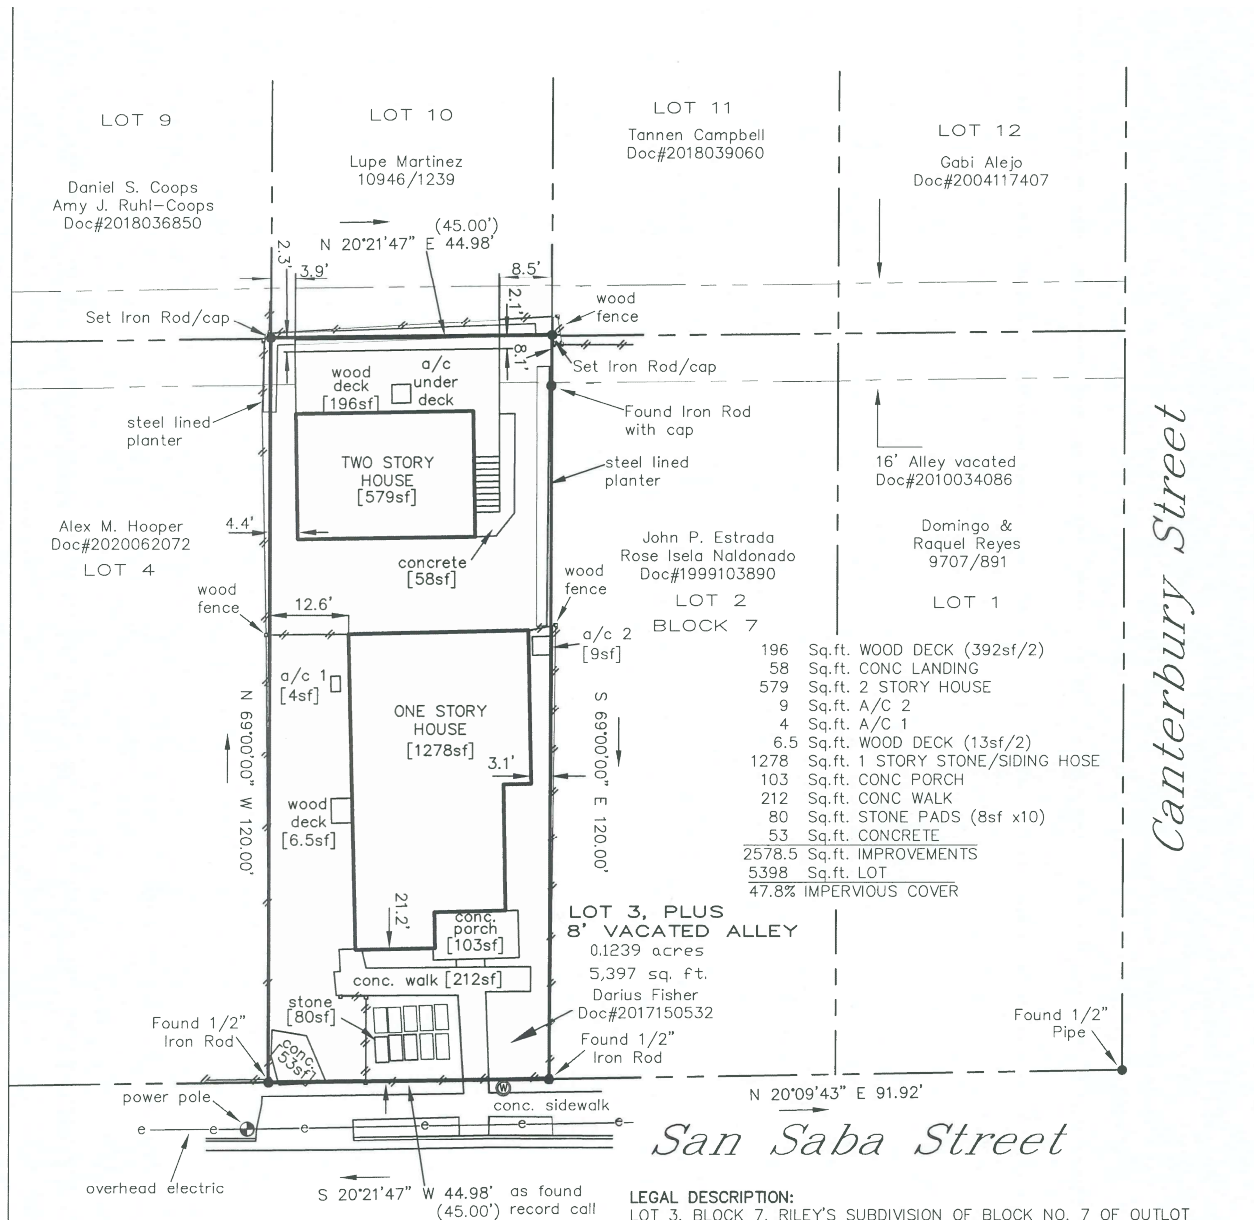 LOT 9
LOT 10
LOT 11
LOT 12
Daniel S. Coops
Amy J. Ruhl-Coops
Doc#2018036850
Lupe Martinez
10946/1239
Tannen Campbell
Doc#2018039060
Gabi Alejo
Doc#2004117407
(45.00')
N 20°21'47" E 44.98'
2.3'
3.9'
8.5'
2.1'
8.1'
wood
fence
Set Iron Rod/cap
Set Iron Rod/cap
wood
deck
[196sf]
a/c
under
deck
steel lined
planter
Found Iron Rod
with cap
steel lined
planter
16' Alley vacated
Doc#2010034086
TWO STORY
HOUSE
[579sf]
Alex M. Hooper
Doc#2020062072
LOT 4
4.4'
concrete
[58sf]
John P. Estrada
Rose Isela Naldonado
Doc#1999103890
LOT 2
BLOCK 7
Domingo &
Raquel Reyes
9707/891
LOT 1
Canterbury Street
wood
fence
12.6'
wood
fence
a/c 2
[9sf]
a/c 1
[4sf]
ONE STORY
HOUSE
[1278sf]
3.1'
N 69°00'00" W 120.00'
S 69°00'00" E 120.00'
196 Sq.ft. WOOD DECK (392sf/2)
58 Sq.ft. CONC LANDING
579 Sq.ft. 2 STORY HOUSE
9 Sq.ft. A/C 2
4 Sq.ft. A/C 1
6.5 Sq.ft. WOOD DECK (13sf/2)
1278 Sq.ft. 1 STORY STONE/SIDING HOSE
103 Sq.ft. CONC PORCH
212 Sq.ft. CONC WALK
80 Sq.ft. STONE PADS (8sf x10)
53 Sq.ft. CONCRETE
2578.5 Sq.ft. IMPROVEMENTS
5398 Sq.ft. LOT
47.8% IMPERVIOUS COVER
wood
deck
[6.5sf]
21.2'
conc.
porch
[103sf]
LOT 3, PLUS
8' VACATED ALLEY
0.1239 acres
5,397 sq. ft.
Darius Fisher
Doc#2017150532
conc. walk [212sf]
stone
[80sf]
conc.
53sf]
Found 1/2"
Iron Rod
Found 1/2"
Iron Rod
Found 1/2"
Pipe
W
N 20°09'43" E 91.92'
power pole
conc. sidewalk
e e e e e
San Saba Street
overhead electric
S 20°21'47" W 44.98' as found
(45.00') record call
LEGAL DESCRIPTION:
LOT 3, BLOCK 7, RILEY'S SUBDIVISION OF BLOCK NO. 7 OF OUTLOT